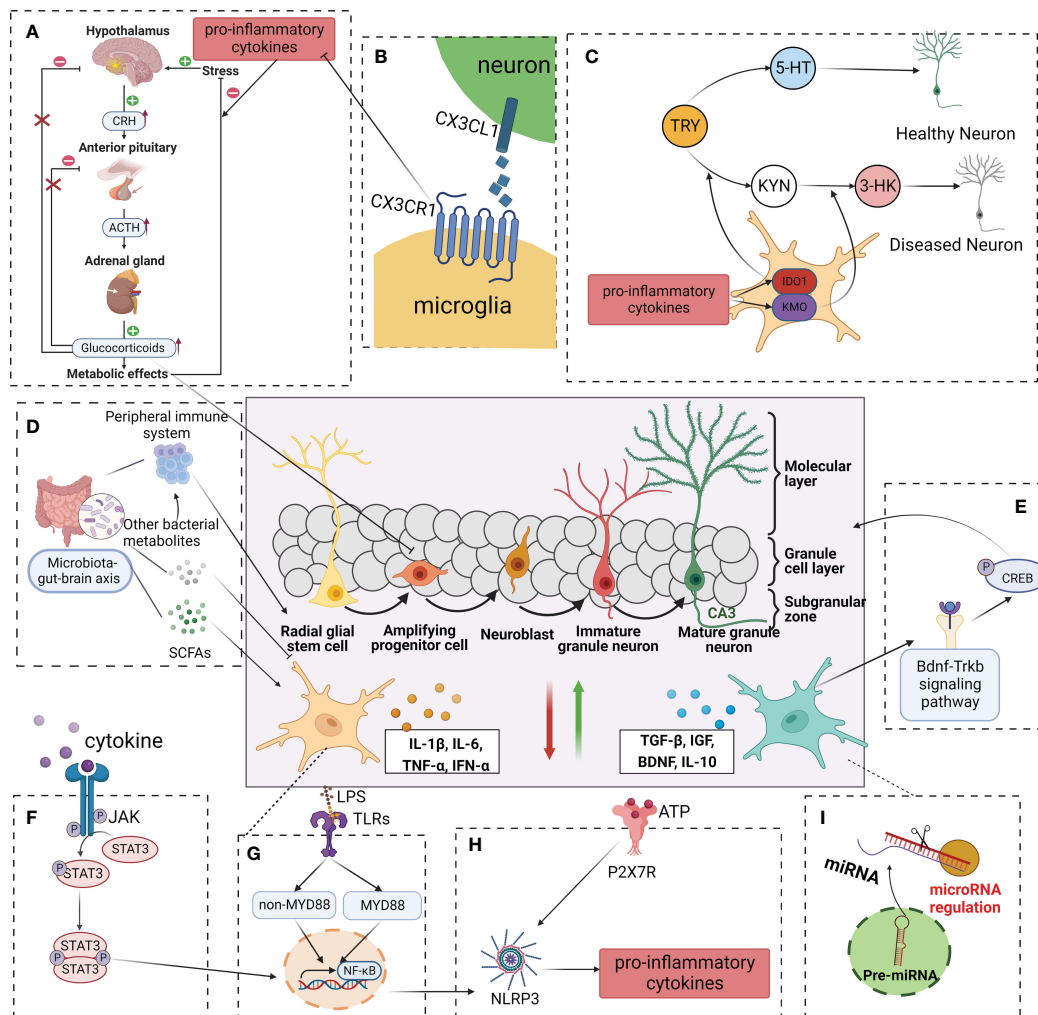 A
Hypothalamus
pro-inflammatory
cytokines
Stress
CRH
Anterior pituitary
ACTH
Adrenal gland
Glucocorticoids
Metabolic effects
B
neuron
CX3CL1
CX3CR1
microglia
C
5-HT
TRY
Healthy Neuron
KYN
3-HK
Diseased Neuron
IDO1
KMO
pro-inflammatory
cytokines
D
Peripheral immune
system
Other bacterial
metabolites
Microbiota-
gut-brain axis
SCFAs
Molecular
layer
Granule
cell layer
Subgranular
zone
CA3
Radial glial
stem cell
Amplifying
progenitor cell
Neuroblast
Immature
granule neuron
Mature granule
neuron
IL-1β, IL-6,
TNF-α, IFN-α
TGF-β, IGF,
BDNF, IL-10
E
P
CREB
Bdnf-Trkb
signaling
pathway
cytokine
F
P
P
JAK
STAT3
P
STAT3
STAT3
P
P
STAT3
LPS
TLRs
G
non-MYD88
MYD88
NF-κB
H
ATP
P2X7R
NLRP3
pro-inflammatory
cytokines
I
miRNA
microRNA
regulation
Pre-miRNA